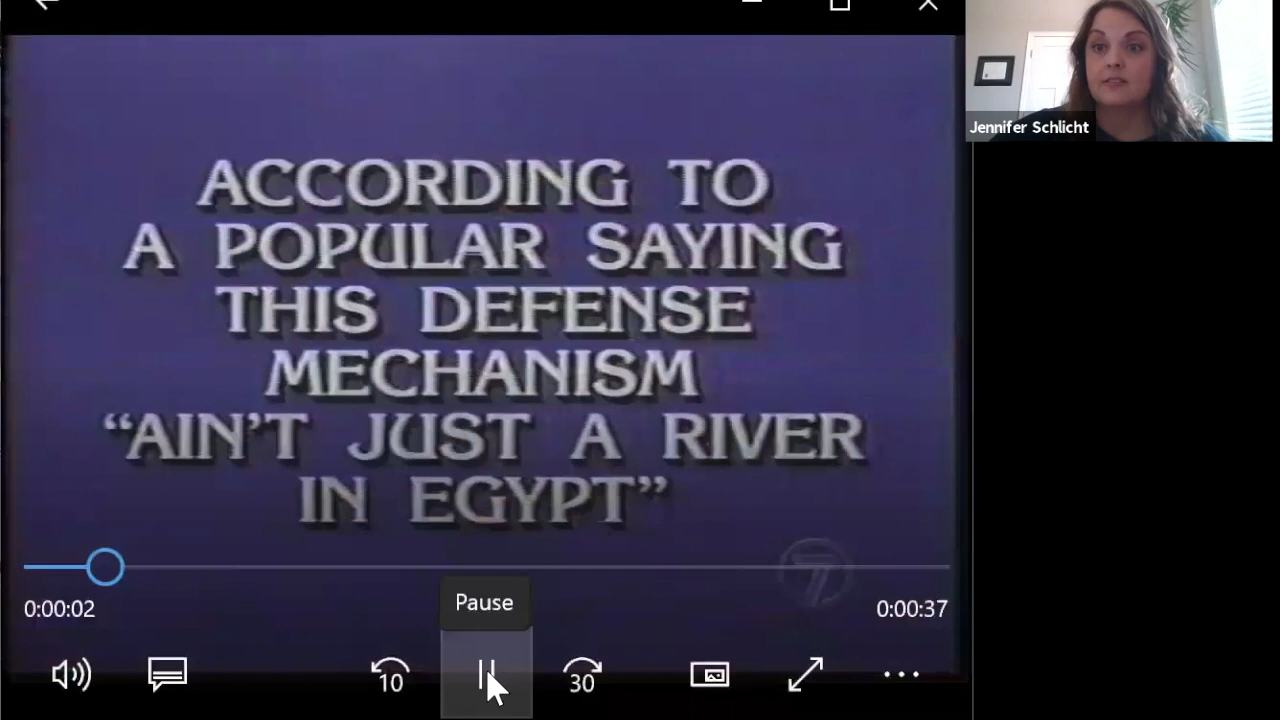 Jennifer Schlicht
ACCORDING TO
A POPULAR SAYING
THIS DEFENSE
MECHANISM
“AIN'T JUST A RIVER
IN EGYPT”
7
0:00:02
Pause
0:00:37
10
30